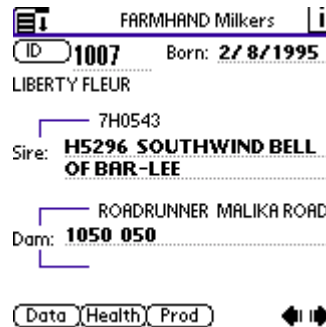 FARMHAND Milkers i
ID 1007 Born: 2/8/1995
LIBERTY FLEUR
7H0543
Sire: H5296 SOUTHWIND BELL
OF BAR-LEE
ROADRUNNER MALIKA ROAD
Dam: 1050 050
Data Health Prod